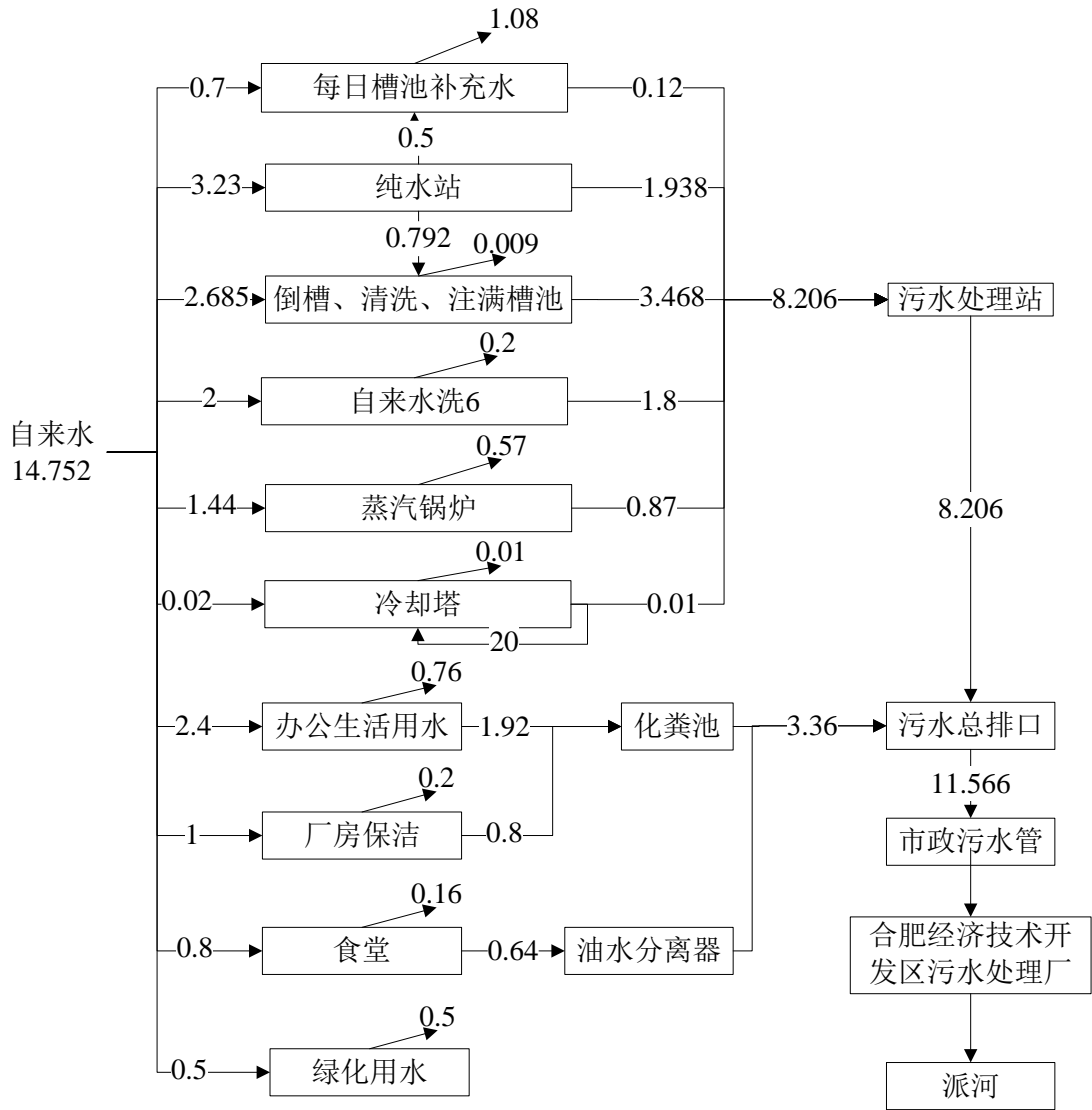 1.08
0.7
每日槽池补充水
0.12
0.5
3.23
纯水站
1.938
0.792
0.009
2.685
倒槽、清洗、注满槽池
3.468
8.206
污水处理站
0.2
2
自来水洗6
1.8
自来水
14.752
0.57
1.44
蒸汽锅炉
0.87
8.206
0.01
0.02
冷却塔
0.01
20
0.76
2.4
办公生活用水
1.92
化粪池
3.36
污水总排口
11.566
0.2
1
厂房保洁
0.8
市政污水管
0.16
0.8
食堂
0.64
油水分离器
合肥经济技术开
发区污水处理厂
0.5
0.5
绿化用水
派河